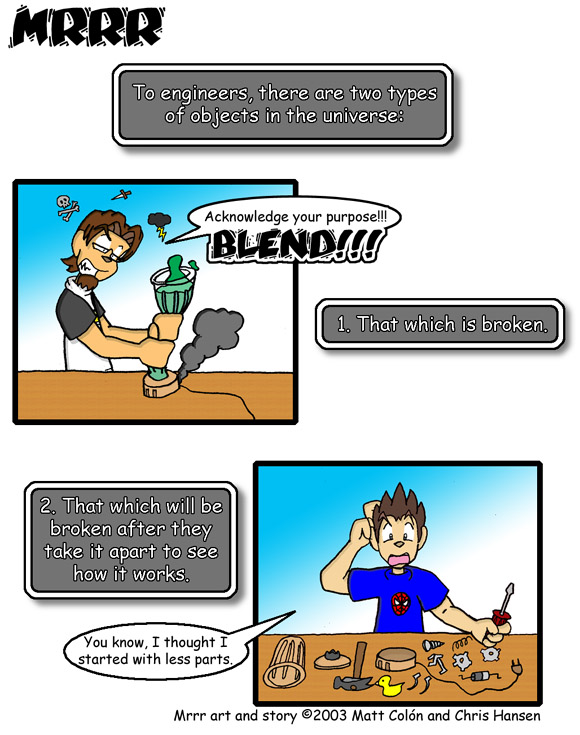 MRRR
To engineers, there are two types
of objects in the universe:
Acknowledge your purpose!!!
BLEND!!!
1. That which is broken.
2. That which will be
broken after they
take it apart to see
how it works.
You know, I thought I
started with less parts.
Mrrr art and story ©2003 Matt Colón and Chris Hansen